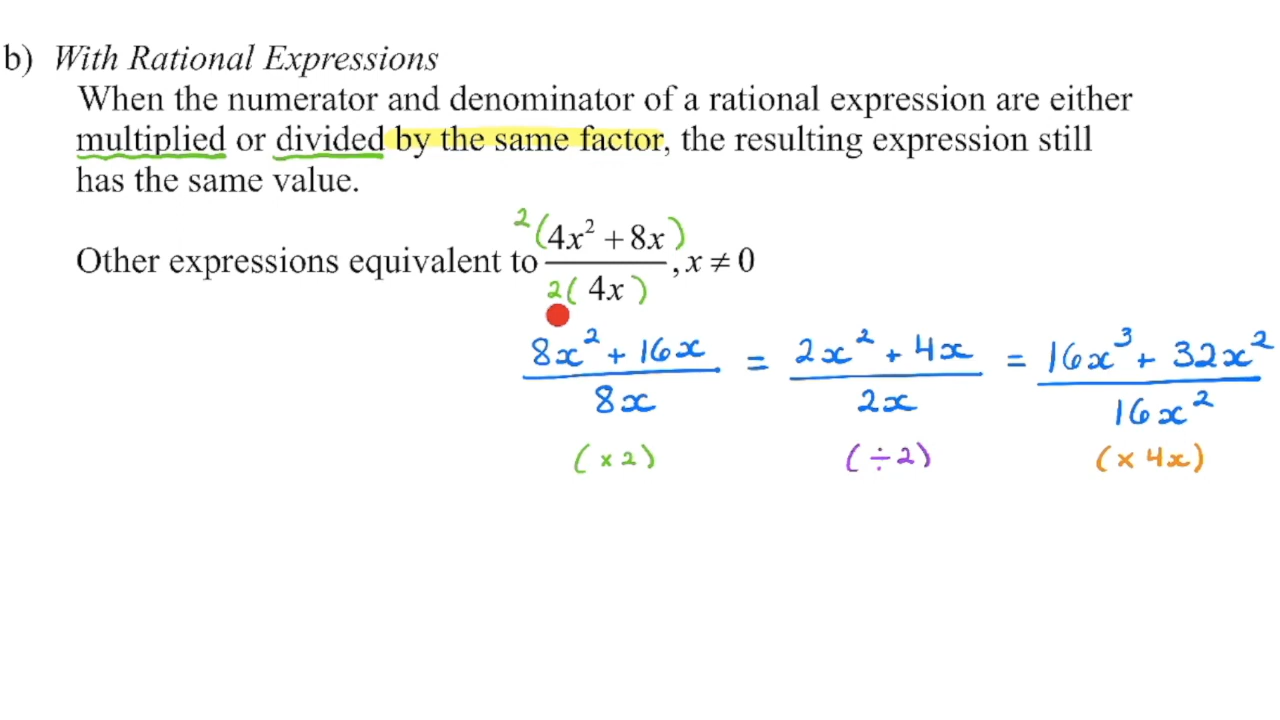 b) With Rational Expressions
When the numerator and denominator of a rational expression are either
multiplied or divided by the same factor, the resulting expression still
has the same value.
Other expressions equivalent to 2(4x² + 8x) / 2(4x), x ≠ 0
(8x² + 16x) / 8x = (2x² + 4x) / 2x = (16x³ + 32x²) / 16x²
(×2) (÷2) (×4x)